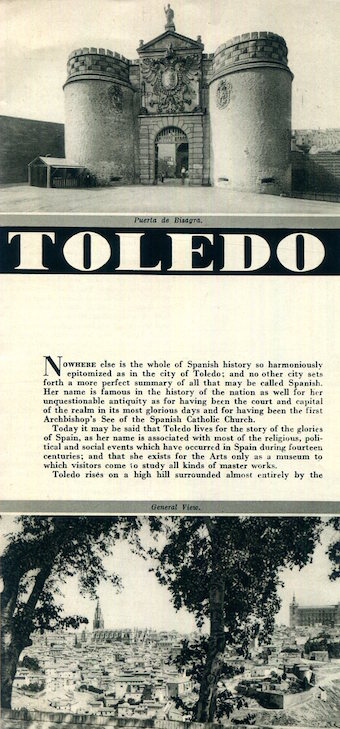 Puerta de Bisagra.
TOLEDO
NOWHERE else is the whole of Spanish history so harmoniously
epitomized as in the city of Toledo; and no other city sets
forth a more perfect summary of all that may be called Spanish.
Her name is famous in the history of the nation as well for her
unquestionable antiquity as for having been the court and capital
of the realm in its most glorious days and for having been the first
Archbishop's See of the Spanish Catholic Church.
Today it may be said that Toledo lives for the story of the glories
of Spain, as her name is associated with most of the religious, poli-
tical and social events which have occurred in Spain during fourteen
centuries; and that she exists for the Arts only as a museum to
which visitors come to study all kinds of master works.
Toledo rises on a high hill surrounded almost entirely by the
General View.